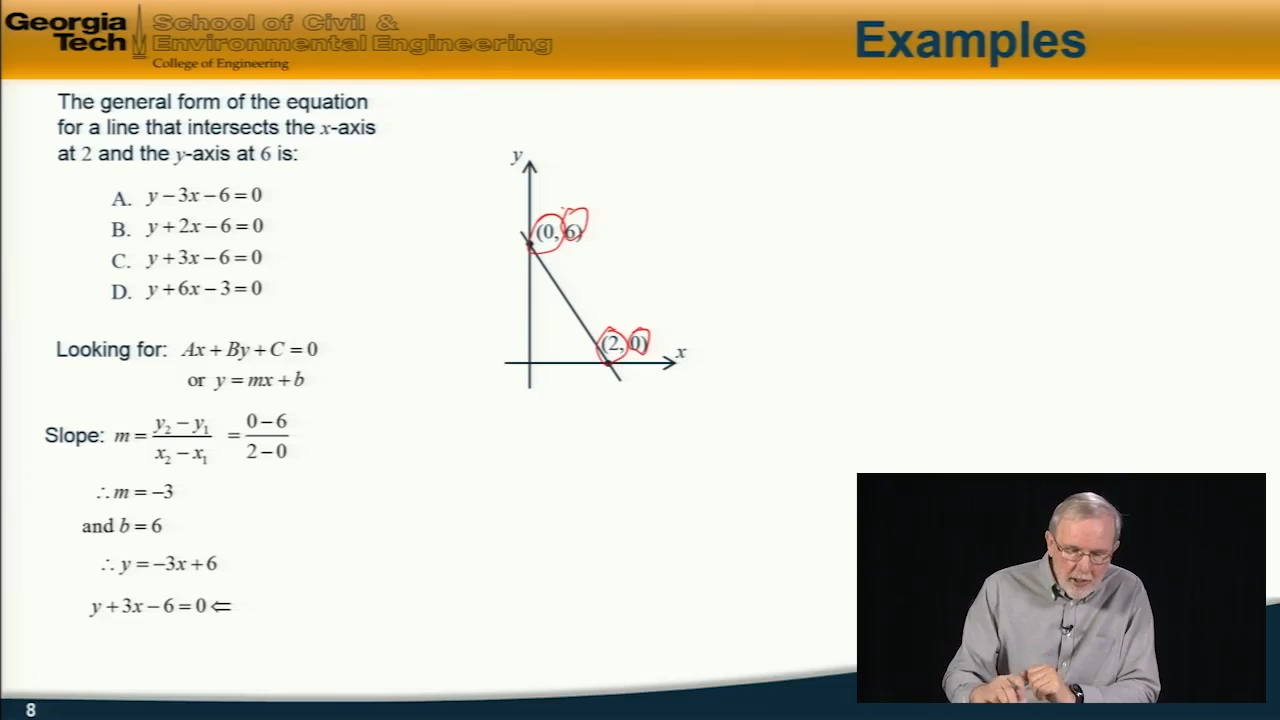 Georgia Tech School of Civil & Environmental Engineering
College of Engineering
Examples
The general form of the equation
for a line that intersects the x-axis
at 2 and the y-axis at 6 is:
A. y − 3x − 6 = 0
B. y + 2x − 6 = 0
C. y + 3x − 6 = 0
D. y + 6x − 3 = 0
Looking for: Ax + By + C = 0
or y = mx + b
Slope: m = (y₂ − y₁)/(x₂ − x₁) = (0 − 6)/(2 − 0)
∴ m = −3
and b = 6
∴ y = −3x + 6
y + 3x − 6 = 0 ⇐
y
(0, 6)
(2, 0)
x
8